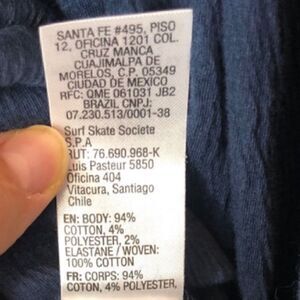 SANTA FE #495, PISO
12, OFICINA 1201 COL.
CRUZ MANCA
CUAJIMALPA DE
MORELOS, C.P. 05349
CIUDAD DE MEXICO
RFC: QME 061031 JB2
BRAZIL CNPJ:
07.230.513/0001-38
Surf Skate Societe
S.P.A
RUT: 76.690.968-K
Luis Pasteur 5850
Oficina 404
Vitacura, Santiago
Chile
EN: BODY: 94%
COTTON, 4%
POLYESTER, 2%
ELASTANE / WOVEN:
100% COTTON
FR: CORPS: 94%
COTON, 4% POLYESTER,